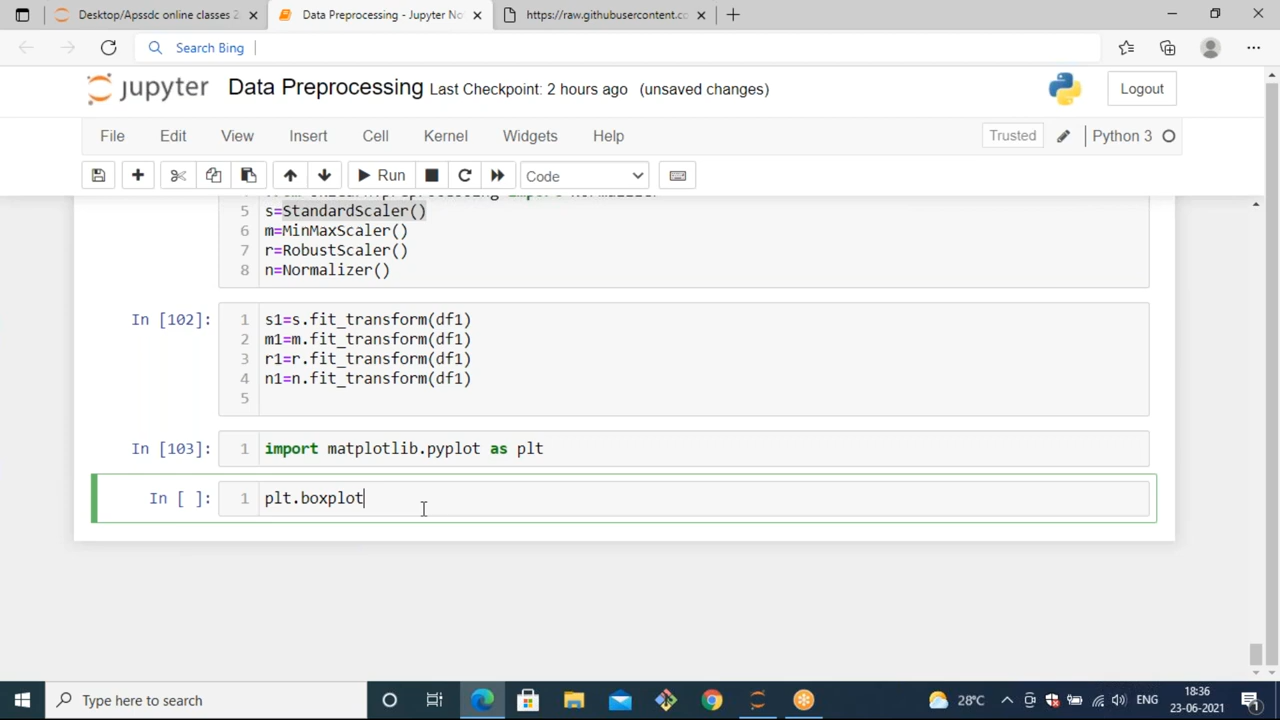 Desktop/Apssdc online classes 2
Data Preprocessing - Jupyter No
https://raw.githubusercontent.co
Search Bing
jupyter Data Preprocessing Last Checkpoint: 2 hours ago (unsaved changes)
Logout
File Edit View Insert Cell Kernel Widgets Help
Trusted Python 3
Run Code
5 s=StandardScaler()
6 m=MinMaxScaler()
7 r=RobustScaler()
8 n=Normalizer()
In [102]: 1 s1=s.fit_transform(df1)
2 m1=m.fit_transform(df1)
3 r1=r.fit_transform(df1)
4 n1=n.fit_transform(df1)
5
In [103]: 1 import matplotlib.pyplot as plt
In [ ]: 1 plt.boxplot
Type here to search
28°C
ENG
18:36
23-06-2021
1